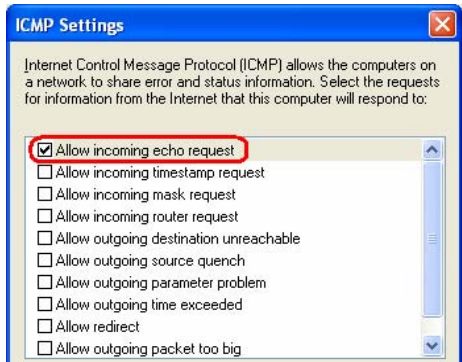 ICMP Settings
Internet Control Message Protocol (ICMP) allows the computers on
a network to share error and status information. Select the requests
for information from the Internet that this computer will respond to:
Allow incoming echo request
Allow incoming timestamp request
Allow incoming mask request
Allow incoming router request
Allow outgoing destination unreachable
Allow outgoing source quench
Allow outgoing parameter problem
Allow outgoing time exceeded
Allow redirect
Allow outgoing packet too big